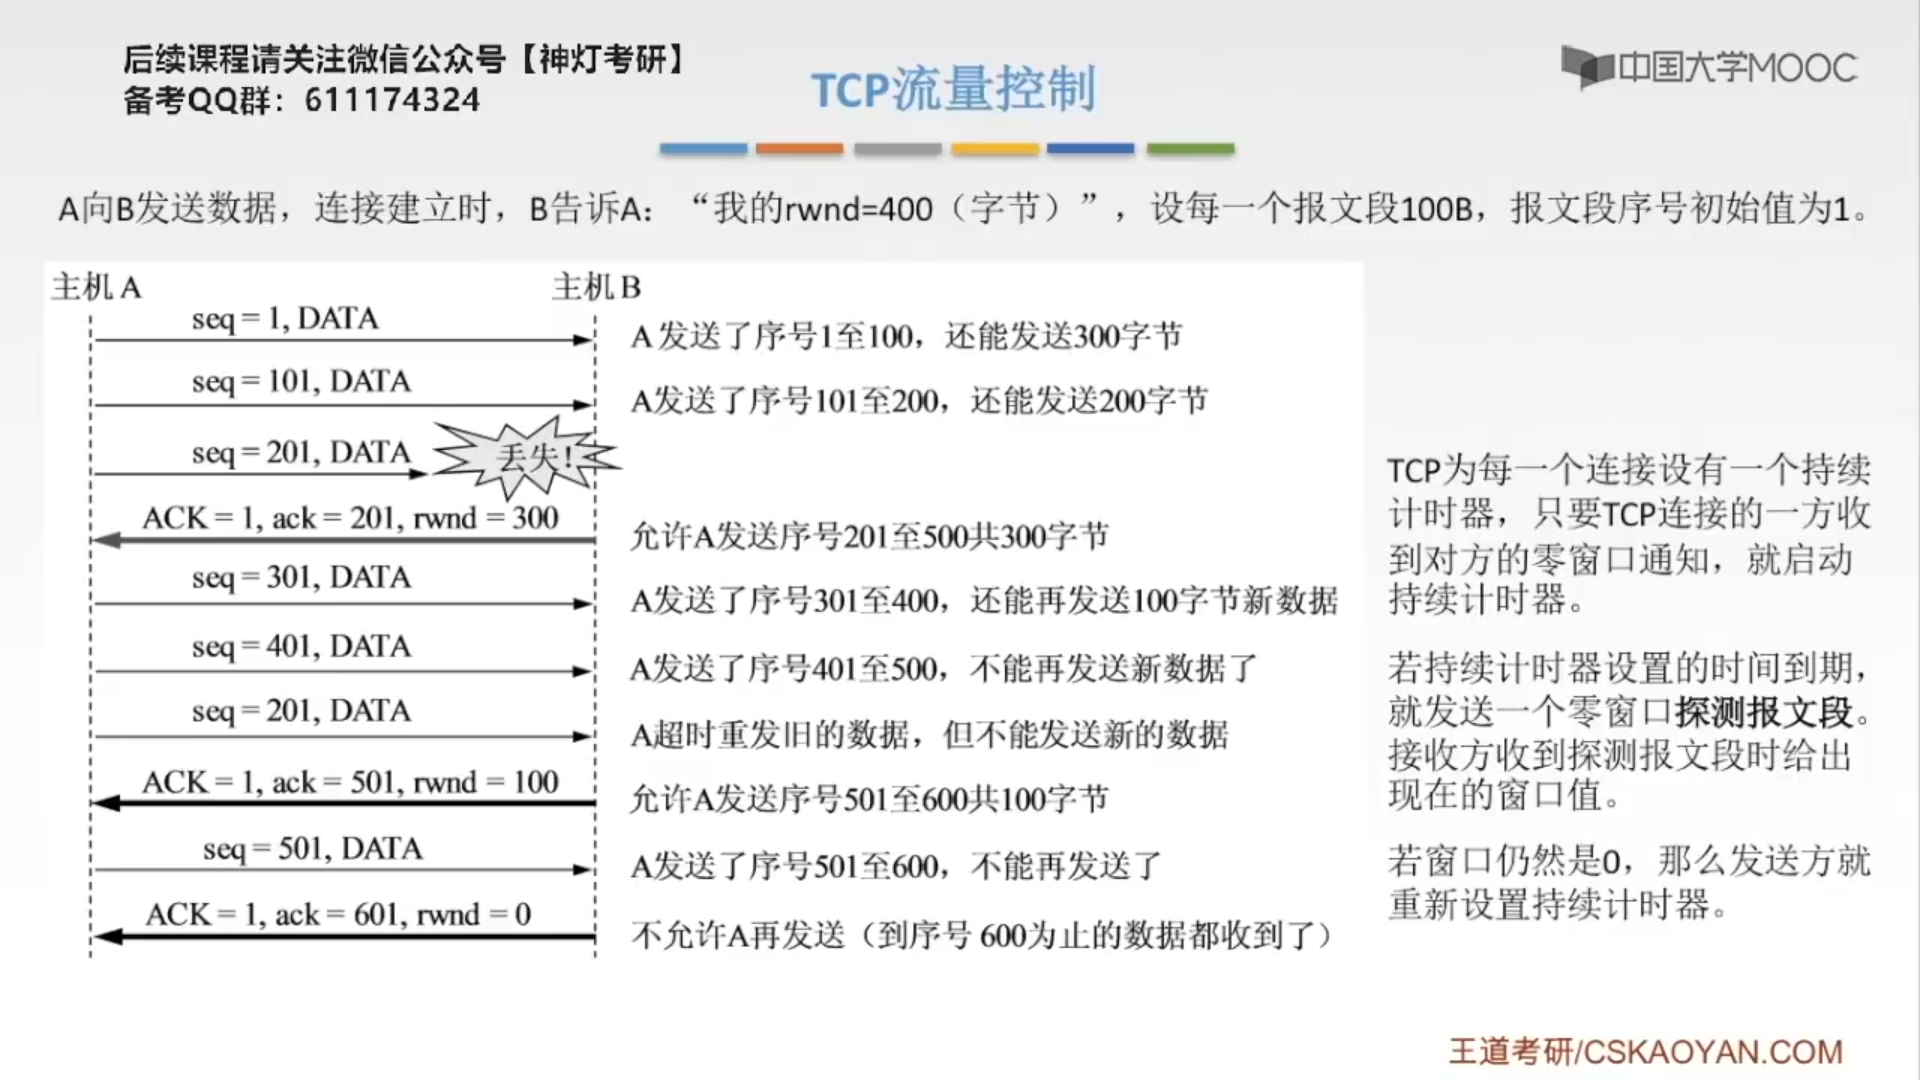 后续课程请关注微信公众号【神灯考研】
备考QQ群：611174324
TCP流量控制
中国大学MOOC
A向B发送数据，连接建立时，B告诉A：“我的rwnd=400（字节）”，设每一个报文段100B，报文段序号初始值为1。
主机 A
主机 B
seq = 1, DATA
A 发送了序号1至100，还能发送300字节
seq = 101, DATA
A发送了序号101至200，还能发送200字节
seq = 201, DATA
丢失！
ACK = 1, ack = 201, rwnd = 300
允许A发送序号201至500共300字节
seq = 301, DATA
A发送了序号301至400，还能再发送100字节新数据
seq = 401, DATA
A发送了序号401至500，不能再发送新数据了
seq = 201, DATA
A超时重发旧的数据，但不能发送新的数据
ACK = 1, ack = 501, rwnd = 100
允许A发送序号501至600共100字节
seq = 501, DATA
A发送了序号501至600，不能再发送了
ACK = 1, ack = 601, rwnd = 0
不允许A再发送（到序号 600为止的数据都收到了）
TCP为每一个连接设有一个持续
计时器，只要TCP连接的一方收
到对方的零窗口通知，就启动
持续计时器。
若持续计时器设置的时间到期，
就发送一个零窗口探测报文段。
接收方收到探测报文段时给出
现在的窗口值。
若窗口仍然是0，那么发送方就
重新设置持续计时器。
王道考研/CSKAOYAN.COM